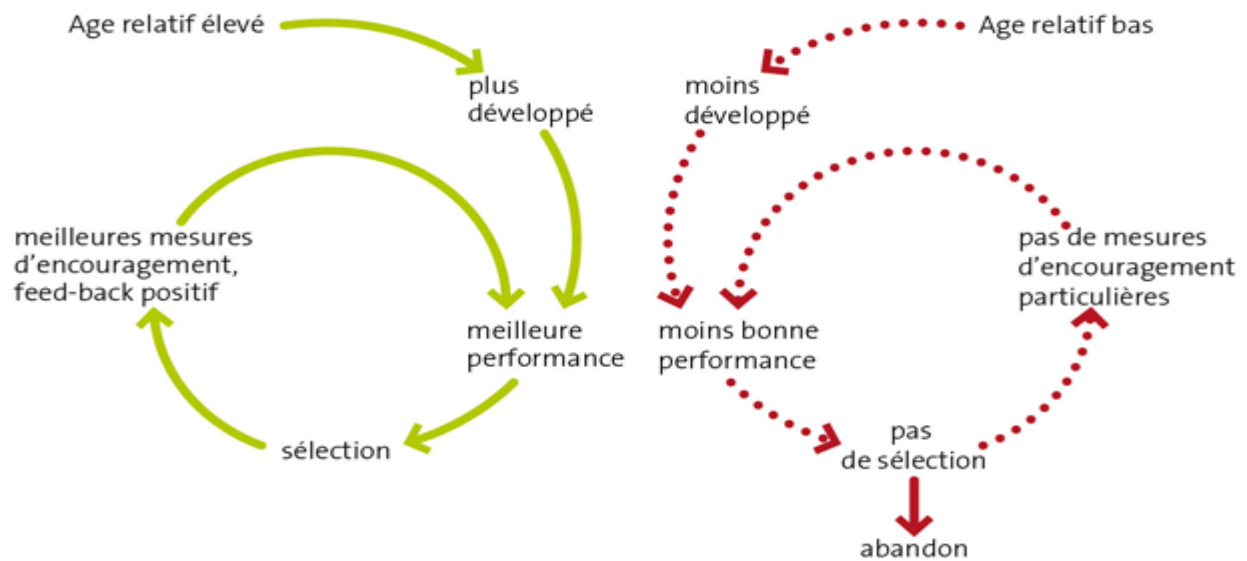 Age relatif élevé
plus
développé
meilleures mesures
d'encouragement,
feed-back positif
meilleure
performance
sélection
Age relatif bas
moins
développé
pas de mesures
d'encouragement
particulières
moins bonne
performance
pas
de sélection
abandon